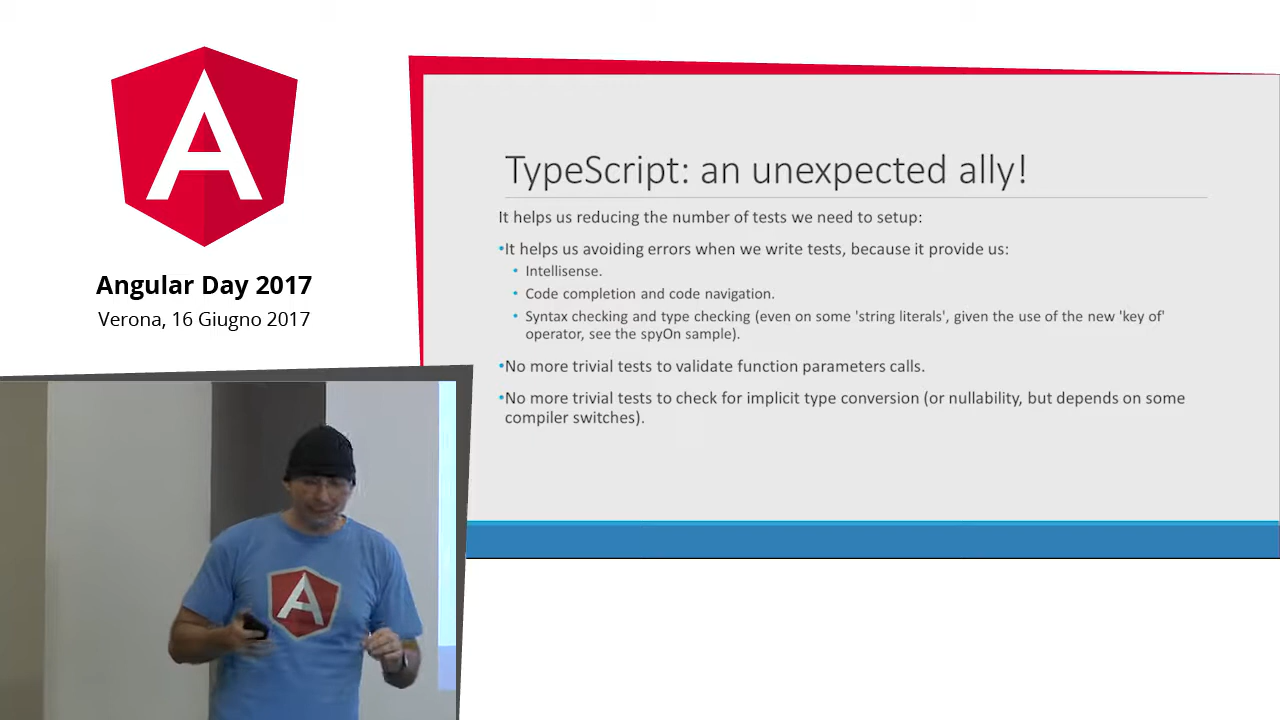 A
Angular Day 2017
Verona, 16 Giugno 2017
TypeScript: an unexpected ally!
It helps us reducing the number of tests we need to setup:
•It helps us avoiding errors when we write tests, because it provide us:
• Intellisense.
• Code completion and code navigation.
• Syntax checking and type checking (even on some 'string literals', given the use of the new 'key of'
operator, see the spyOn sample).
•No more trivial tests to validate function parameters calls.
•No more trivial tests to check for implicit type conversion (or nullability, but depends on some
compiler switches).
A